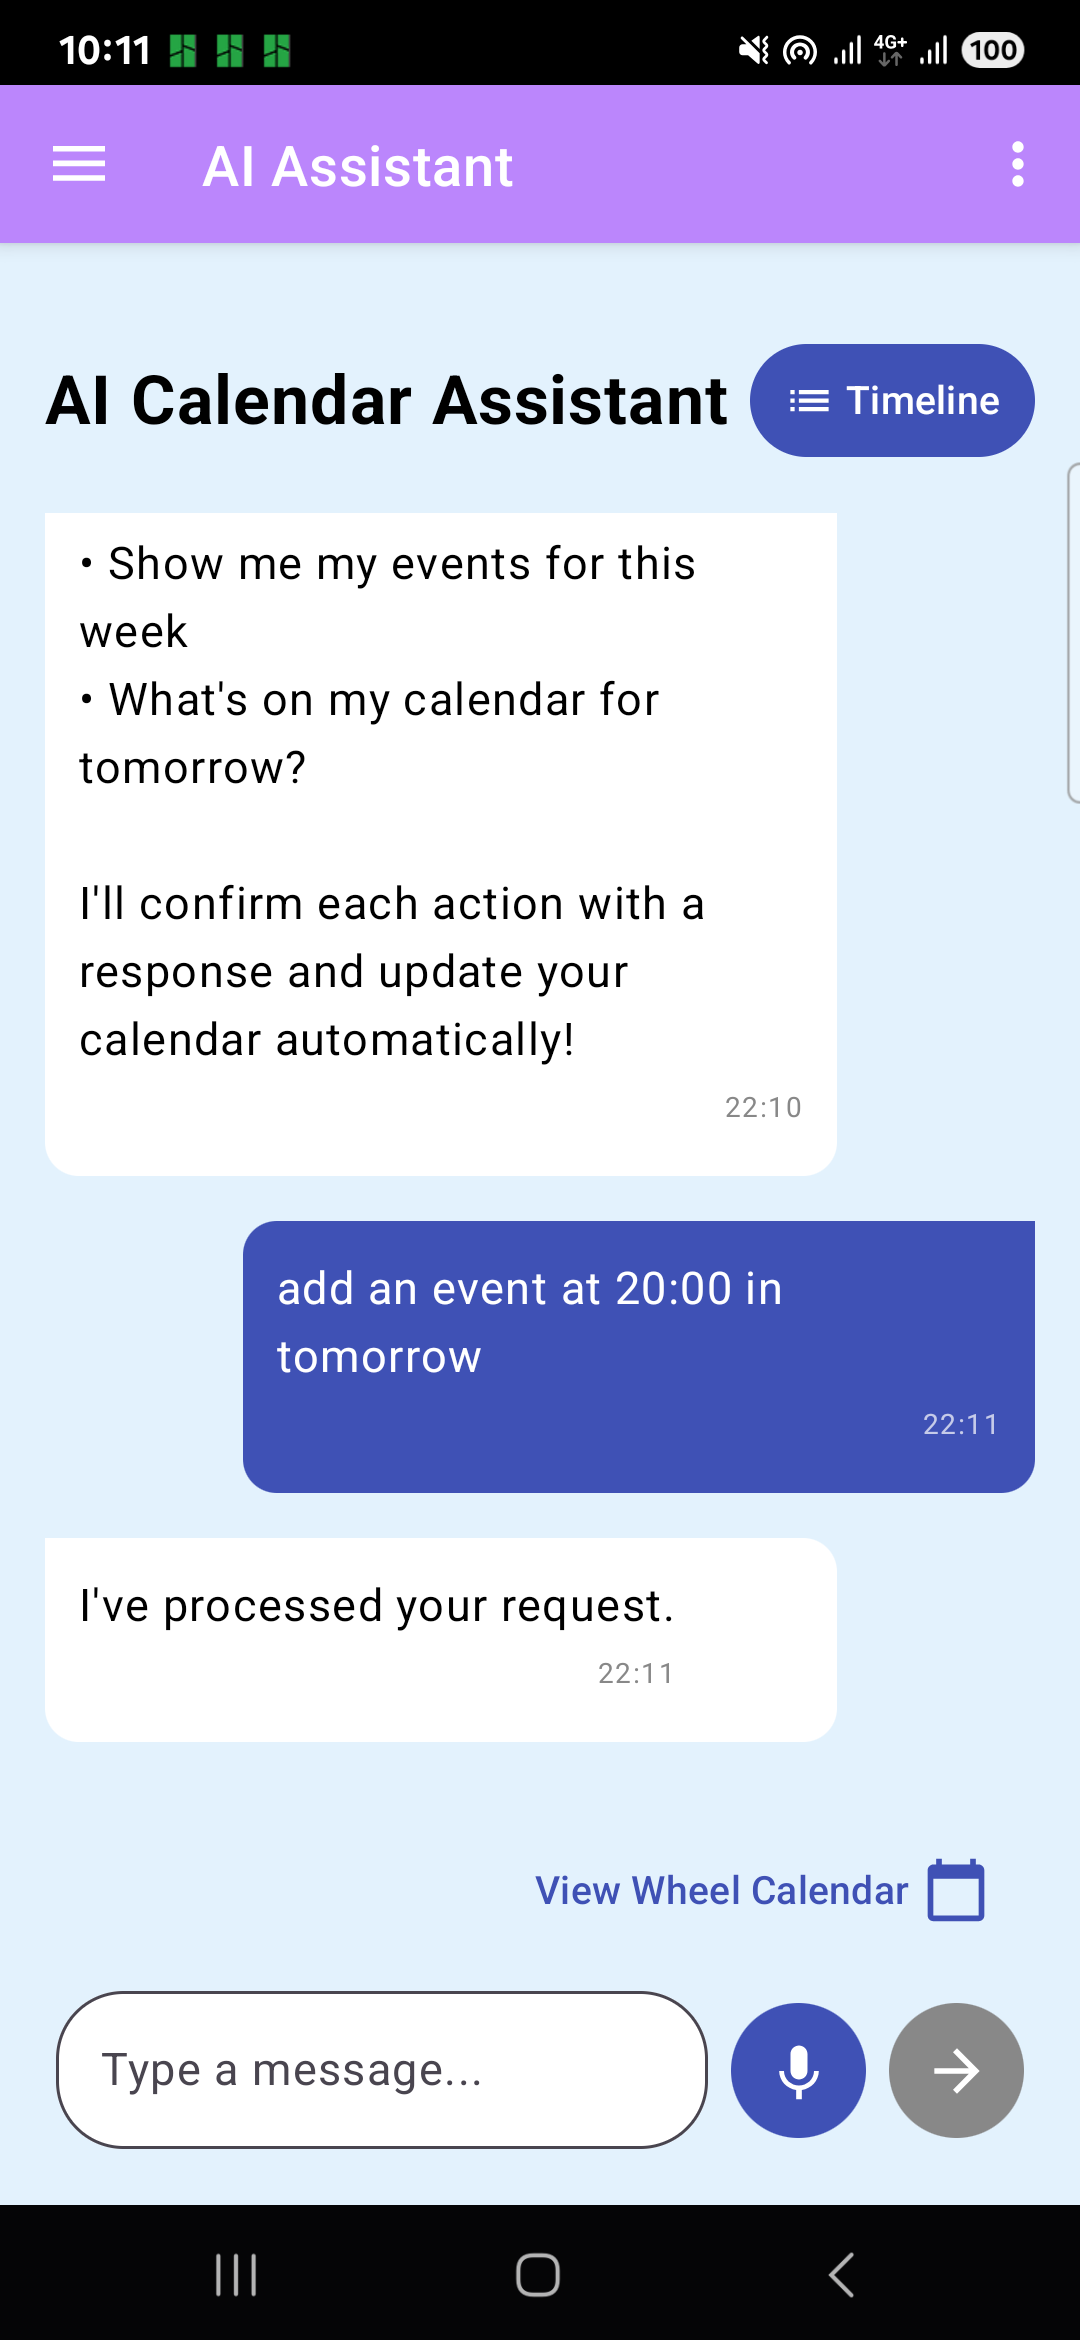 10:11
4G+
100
AI Assistant
AI Calendar Assistant
Timeline
• Show me my events for this
week
• What's on my calendar for
tomorrow?
I'll confirm each action with a
response and update your
calendar automatically!
22:10
add an event at 20:00 in
tomorrow
22:11
I've processed your request.
22:11
View Wheel Calendar
Type a message...